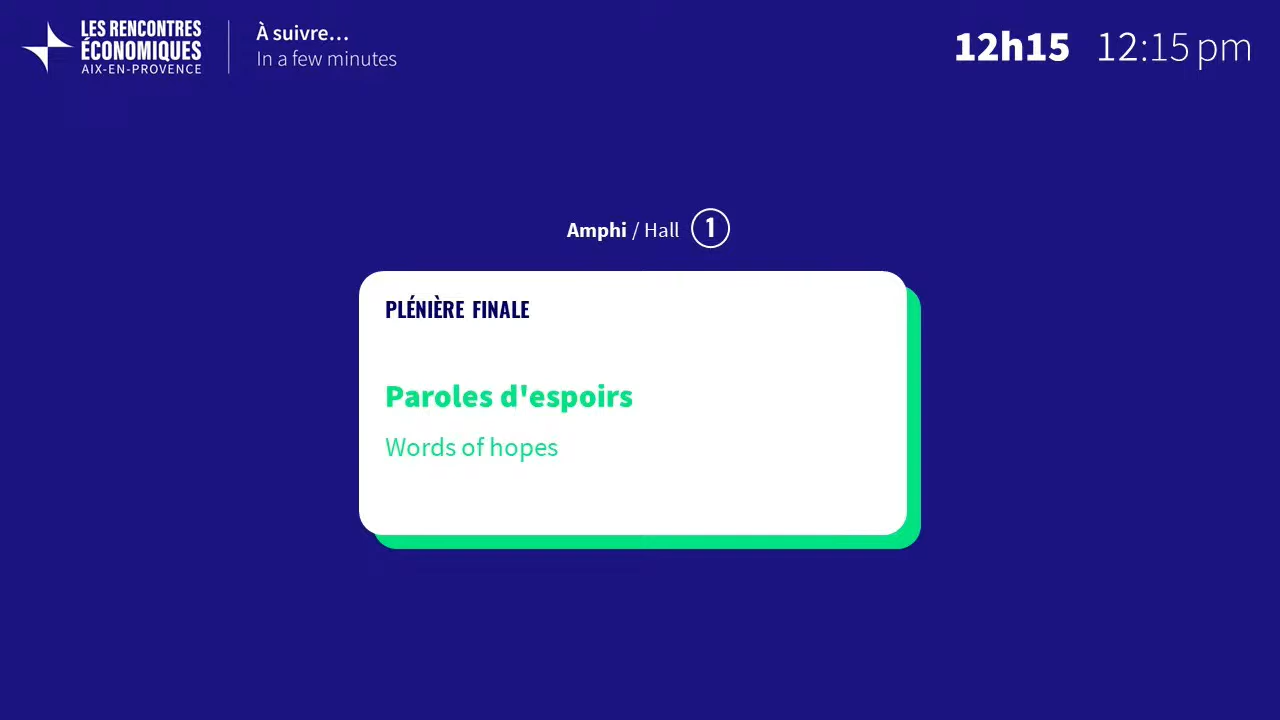 LES RENCONTRES
ÉCONOMIQUES
AIX-EN-PROVENCE
À suivre...
In a few minutes
12h15 12:15 pm
Amphi / Hall 1
PLÉNIÈRE FINALE
Paroles d'espoirs
Words of hopes